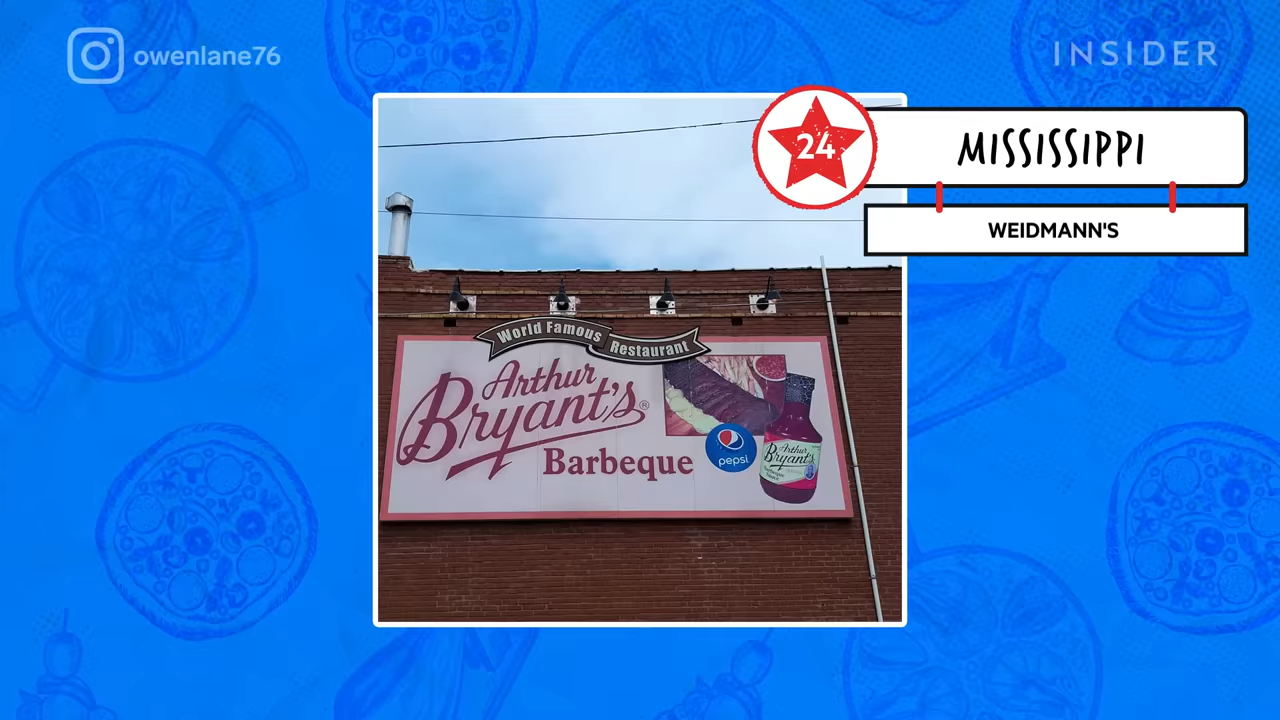 owenlane76
INSIDER
24
MISSISSIPPI
WEIDMANN'S
World Famous
Restaurant
Arthur
Bryant's®
Barbeque
pepsi
Arthur
Bryant's